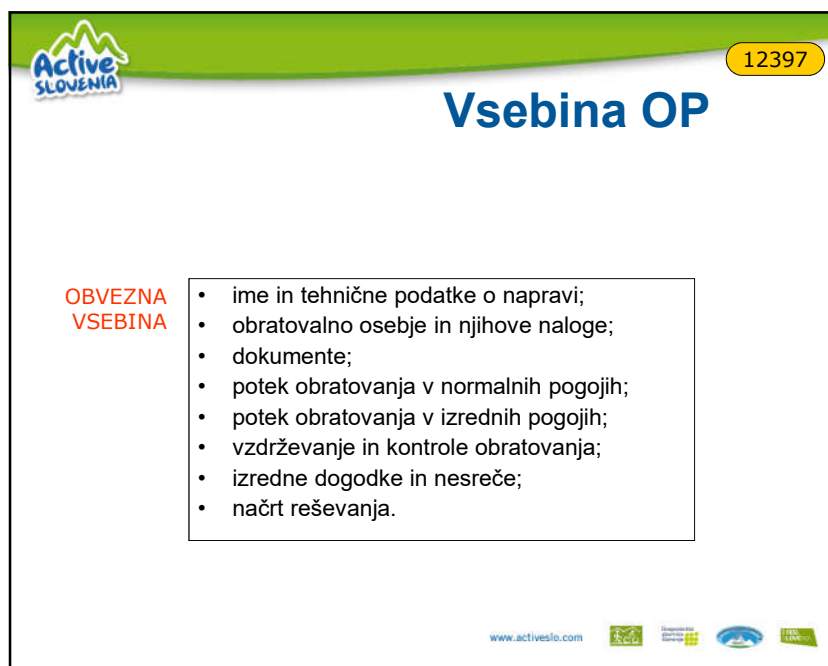 Active
SLOVENIA
12397
Vsebina OP
OBVEZNA
VSEBINA
• ime in tehnične podatke o napravi;
• obratovalno osebje in njihove naloge;
• dokumente;
• potek obratovanja v normalnih pogojih;
• potek obratovanja v izrednih pogojih;
• vzdrževanje in kontrole obratovanja;
• izredne dogodke in nesreče;
• načrt reševanja.
www.activeslo.com